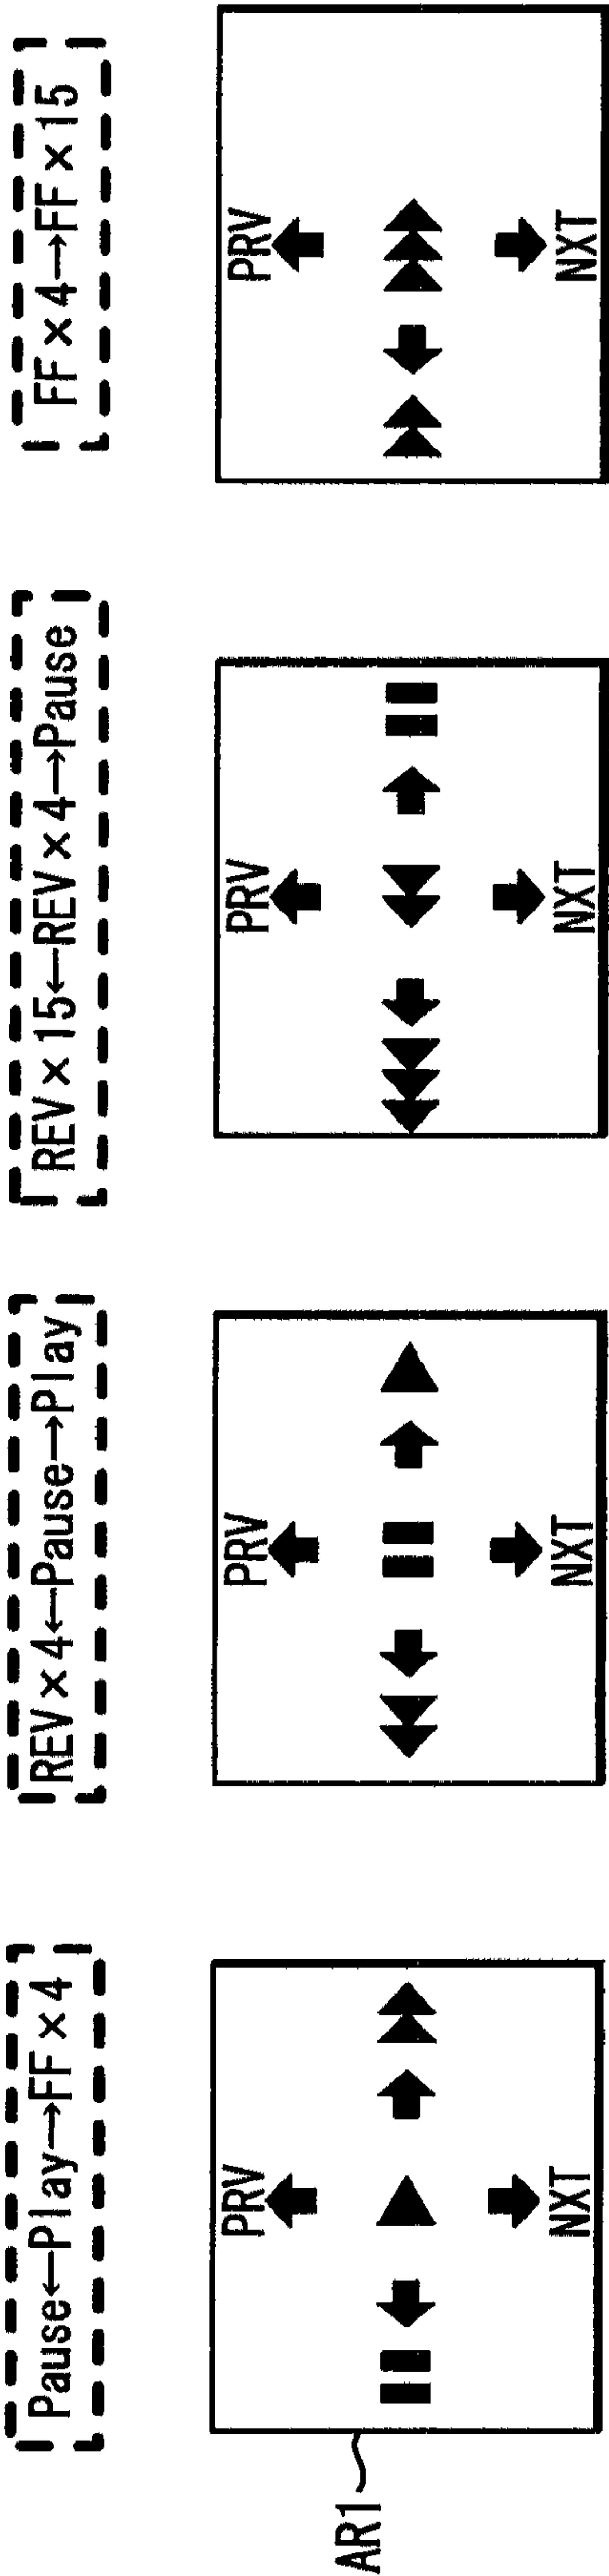 Pause←Play→FF×4
PRV
NXT
AR1
REV×4←Pause→Play
PRV
NXT
REV×15←REV×4→Pause
PRV
NXT
FF×4→FF×15
PRV
NXT